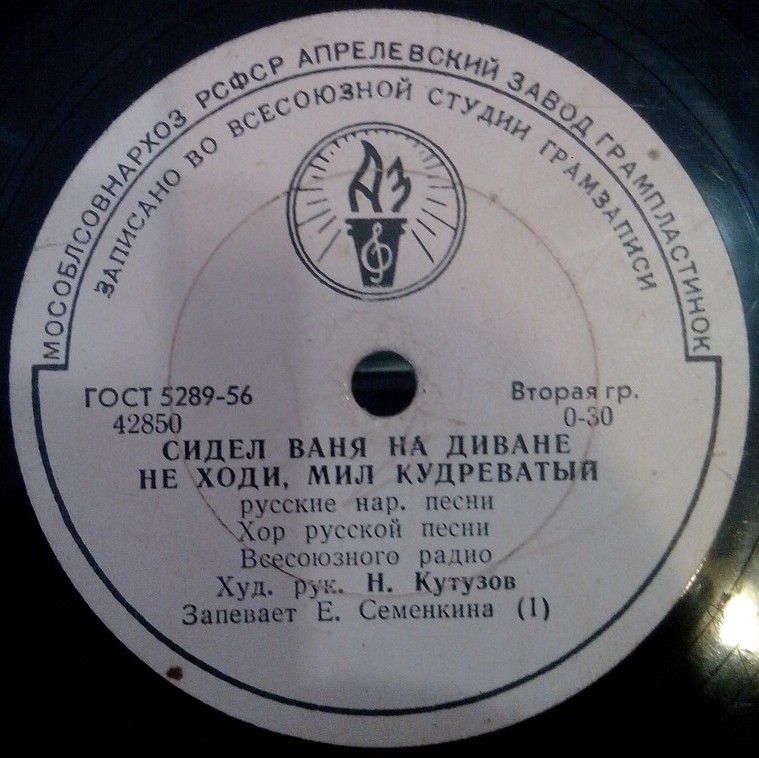 МОСОБЛСОВНАРХОЗ РСФСР АПРЕЛЕВСКИЙ ЗАВОД ГРАМПЛАСТИНОК
ЗАПИСАНО ВО ВСЕСОЮЗНОЙ СТУДИИ ГРАМЗАПИСИ
АЗ
ГОСТ 5289-56
Вторая гр.
42850
0-30
СИДЕЛ ВАНЯ НА ДИВАНЕ
НЕ ХОДИ, МИЛ КУДРЕВАТЫЙ
русские нар. песни
Хор русской песни
Всесоюзного радио
Худ. рук. Н. Кутузов
Запевает Е. Семенкина (1)